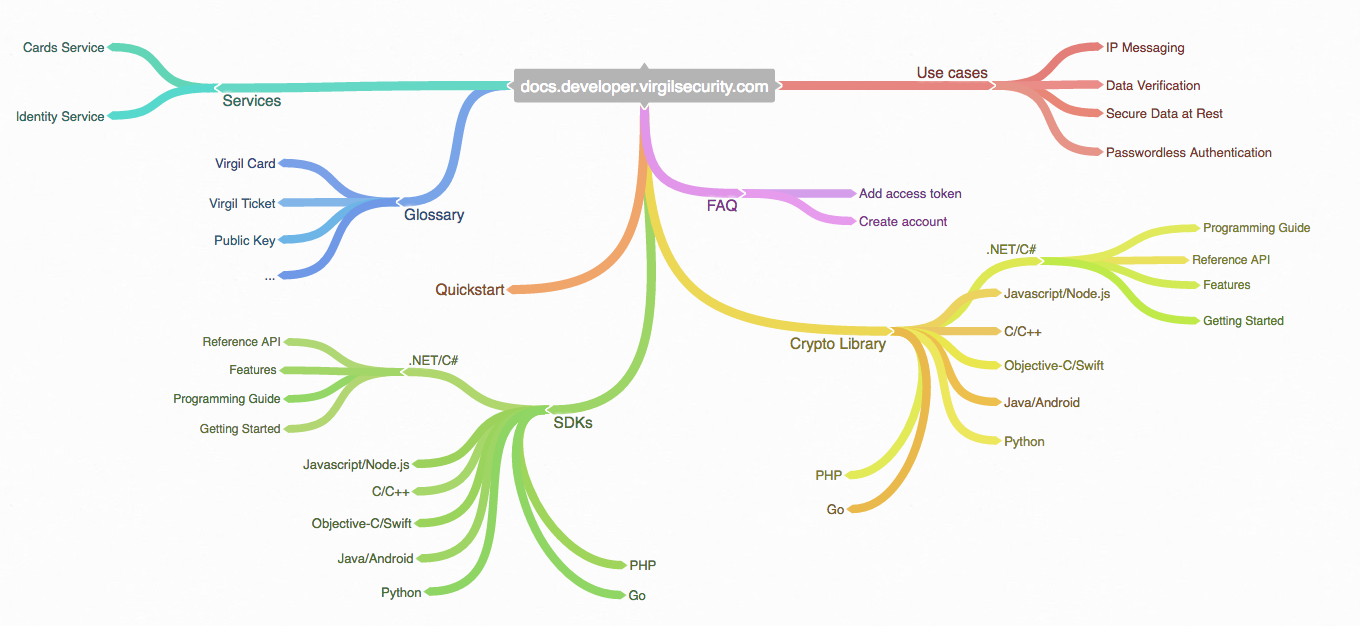 docs.developer.virgilsecurity.com
Services
Cards Service
Identity Service
Glossary
Virgil Card
Virgil Ticket
Public Key
...
Quickstart
SDKs
.NET/C#
Reference API
Features
Programming Guide
Getting Started
Javascript/Node.js
C/C++
Objective-C/Swift
Java/Android
Python
PHP
Go
Use cases
IP Messaging
Data Verification
Secure Data at Rest
Passwordless Authentication
FAQ
Add access token
Create account
Crypto Library
.NET/C#
Programming Guide
Reference API
Features
Getting Started
Javascript/Node.js
C/C++
Objective-C/Swift
Java/Android
Python
PHP
Go